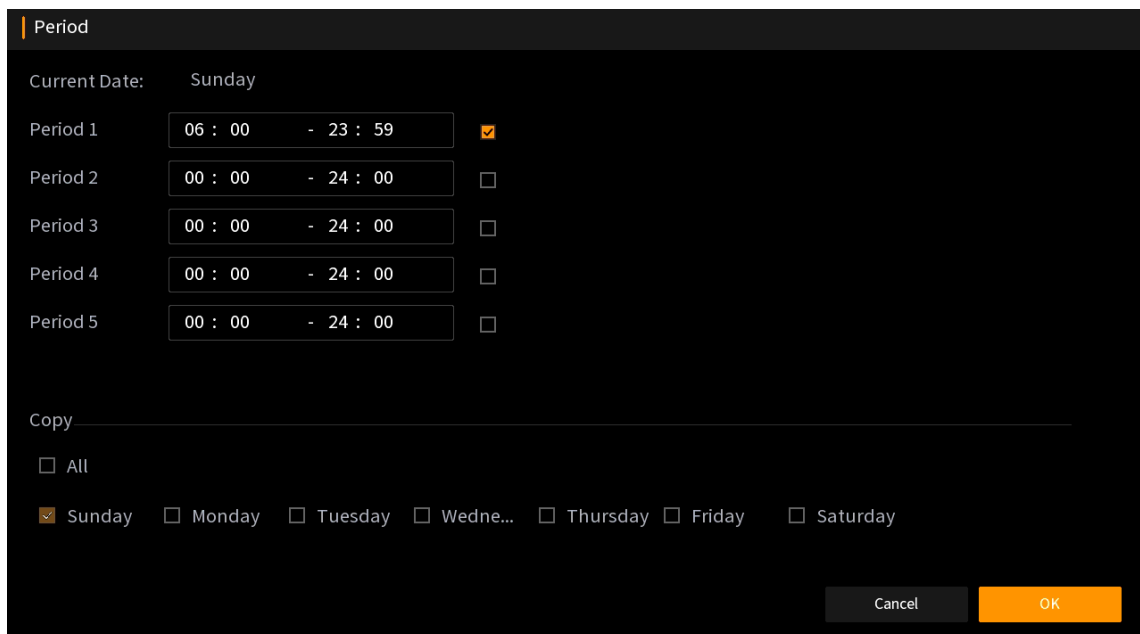 Period
Current Date: Sunday
Period 1 06 : 00 - 23 : 59
Period 2 00 : 00 - 24 : 00
Period 3 00 : 00 - 24 : 00
Period 4 00 : 00 - 24 : 00
Period 5 00 : 00 - 24 : 00
Copy
All
Sunday Monday Tuesday Wedne... Thursday Friday Saturday
Cancel OK